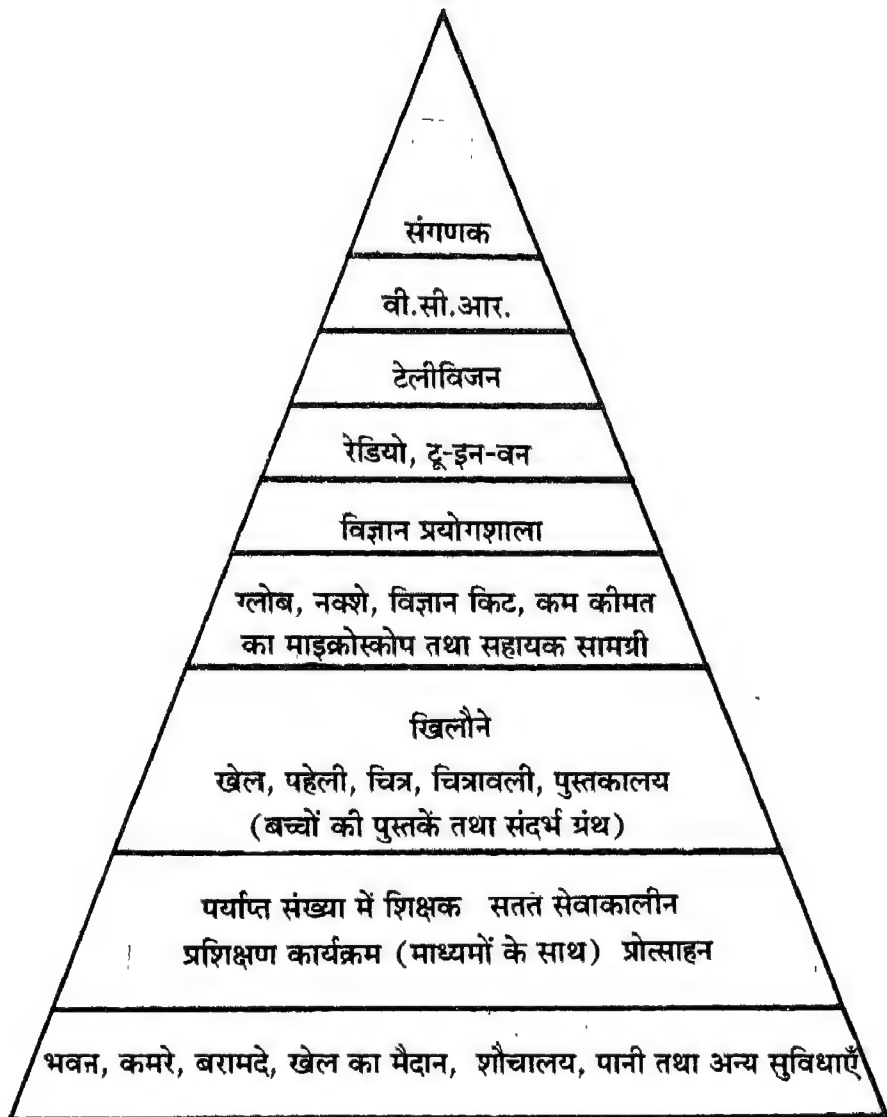 संगणक
वी.सी.आर.
टेलीविजन
रेडियो, टू-इन-वन
विज्ञान प्रयोगशाला
ग्लोब, नक्शे, विज्ञान किट, कम कीमत
का माइक्रोस्कोप तथा सहायक सामग्री
खिलौने
खेल, पहेली, चित्र, चित्रावली, पुस्तकालय
(बच्चों की पुस्तकें तथा संदर्भ ग्रंथ)
पर्याप्त संख्या में शिक्षक सतत सेवाकालीन
प्रशिक्षण कार्यक्रम (माध्यमों के साथ) प्रोत्साहन
भवन, कमरे, बरामदे, खेल का मैदान, शौचालय, पानी तथा अन्य सुविधाएँ